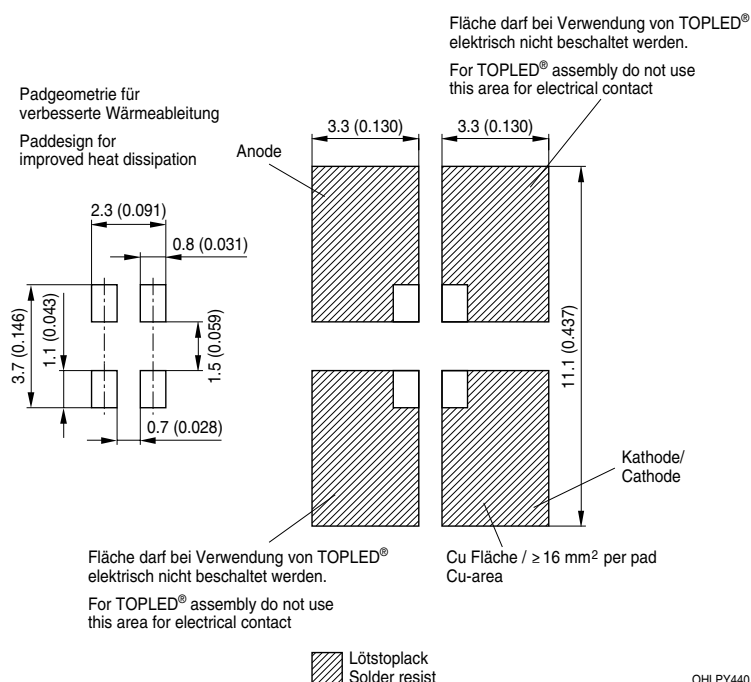 Fläche darf bei Verwendung von TOPLED®
elektrisch nicht beschaltet werden.
For TOPLED® assembly do not use
this area for electrical contact
Padgeometrie für
verbesserte Wärmeableitung
Paddesign for
improved heat dissipation
Anode
3.3 (0.130)
3.3 (0.130)
2.3 (0.091)
0.8 (0.031)
3.7 (0.146)
1.1 (0.043)
1.5 (0.059)
0.7 (0.028)
11.1 (0.437)
Kathode/
Cathode
Fläche darf bei Verwendung von TOPLED®
elektrisch nicht beschaltet werden.
For TOPLED® assembly do not use
this area for electrical contact
Cu Fläche / ≥ 16 mm² per pad
Cu-area
Lötstoplack
Solder resist
OHLPY440